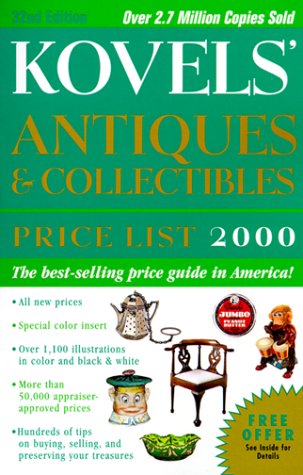 32nd Edition
Over 2.7 Million Copies Sold
KOVELS'
ANTIQUES
& COLLECTIBLES
PRICE LIST 2000
The best-selling price guide in America!
• All new prices
• Special color insert
• Over 1,100 illustrations
in color and black & white
• More than
50,000 appraiser-
approved prices
• Hundreds of tips
on buying, selling, and
preserving your treasures
JUMBO
PEANUT
BUTTER
FREE
OFFER
See Inside for
Details